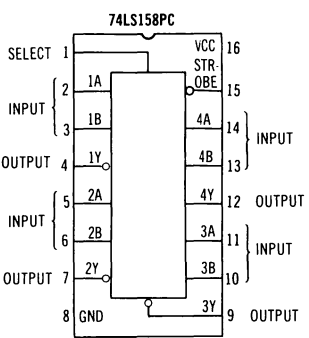 74LS158PC
SELECT 1
VCC 16
STR-
OBE 15
2 1A
INPUT
3 1B
OUTPUT 4 1Y
5 2A
INPUT
6 2B
OUTPUT 7 2Y
8 GND
4A 14
INPUT
4B 13
4Y 12 OUTPUT
3A 11
INPUT
3B 10
3Y 9 OUTPUT